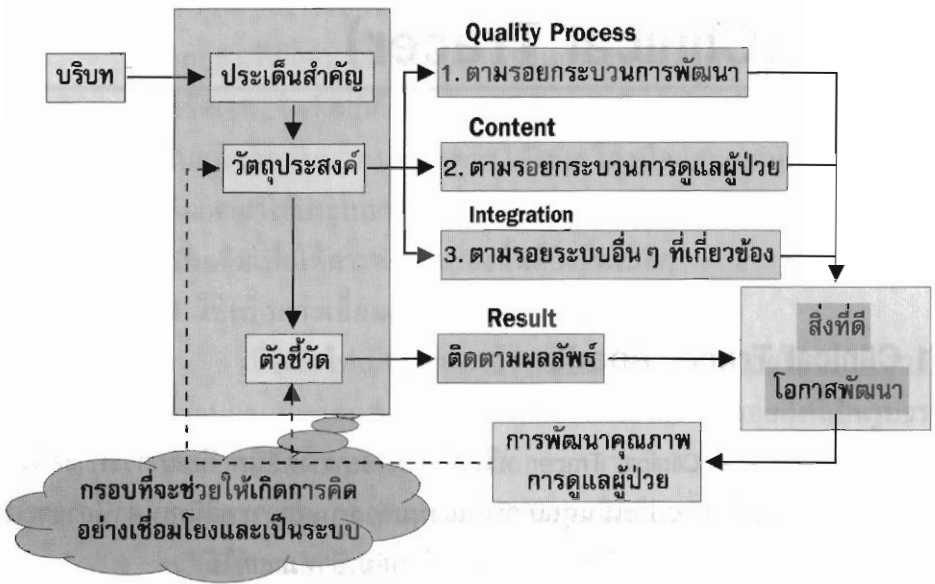 Quality Process
บริบท
ประเด็นสำคัญ
1. ตามรอยกระบวนการพัฒนา
Content
วัตถุประสงค์
2. ตามรอยกระบวนการดูแลผู้ป่วย
Integration
3. ตามรอยระบบอื่น ๆ ที่เกี่ยวข้อง
Result
สิ่งที่ดี
ตัวชี้วัด
ติดตามผลลัพธ์
โอกาสพัฒนา
การพัฒนาคุณภาพ
การดูแลผู้ป่วย
กรอบที่จะช่วยให้เกิดการคิด
อย่างเชื่อมโยงและเป็นระบบ